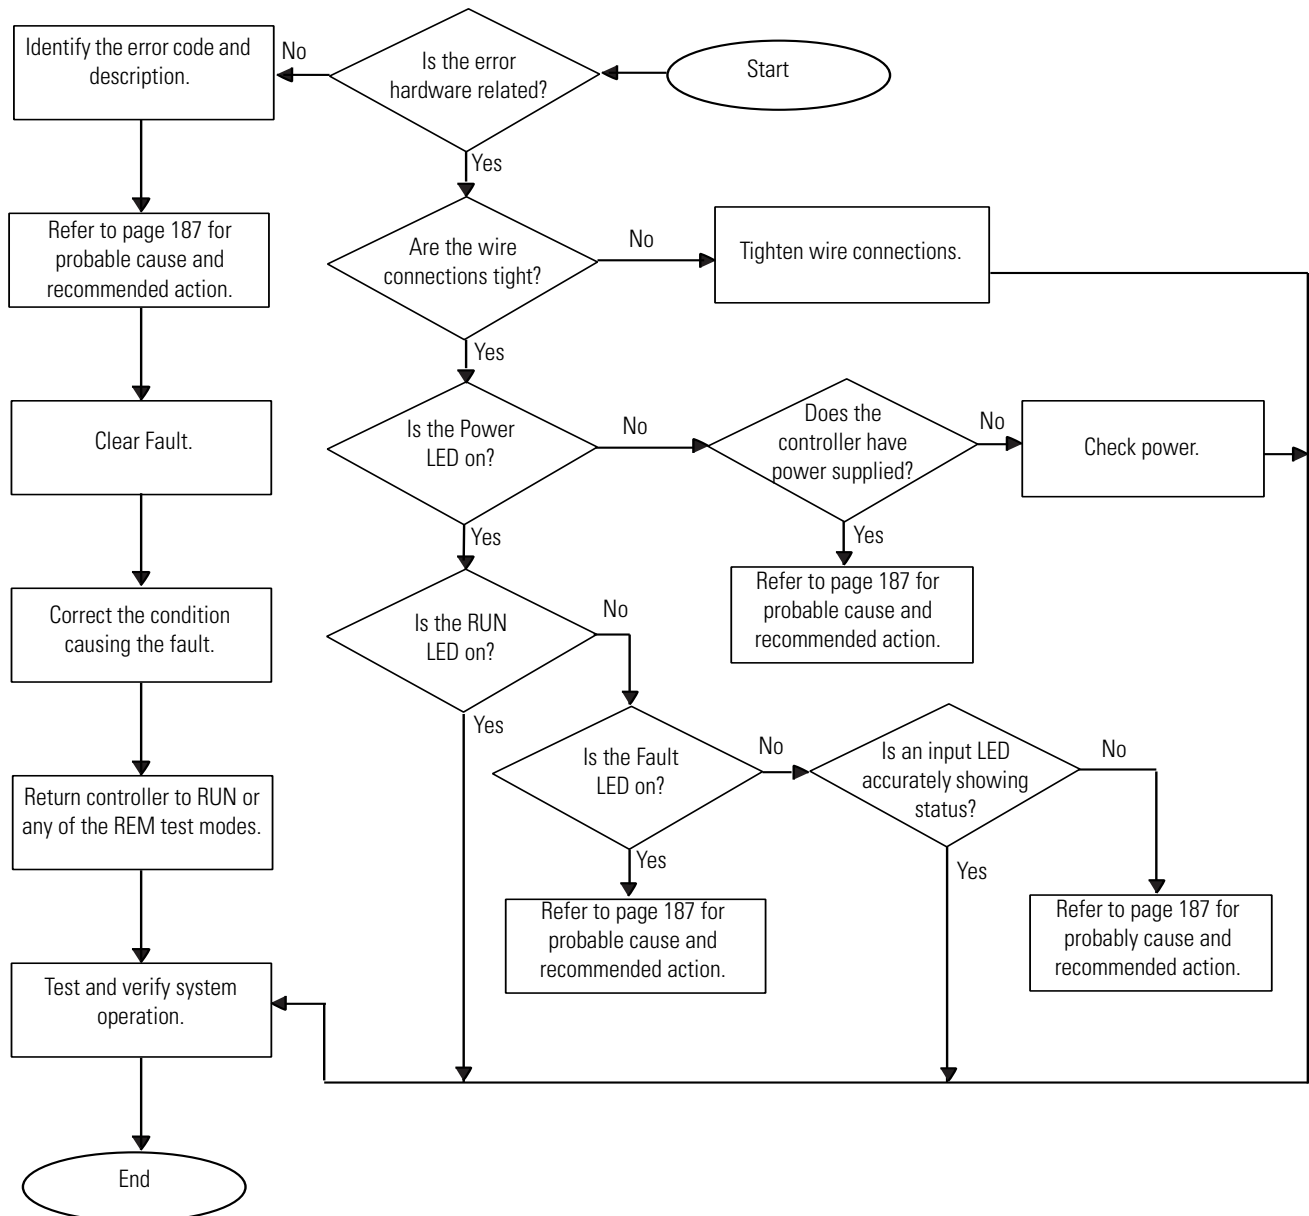 Start
Is the error
hardware related?
No
Identify the error code and
description.
Yes
Refer to page 187 for
probable cause and
recommended action.
Are the wire
connections tight?
No
Tighten wire connections.
Yes
Clear Fault.
Is the Power
LED on?
No
Does the
controller have
power supplied?
No
Check power.
Yes
Yes
Refer to page 187 for
probable cause and
recommended action.
Correct the condition
causing the fault.
Is the RUN
LED on?
No
Yes
Is the Fault
LED on?
No
Is an input LED
accurately showing
status?
No
Return controller to RUN or
any of the REM test modes.
Yes
Yes
Refer to page 187 for
probable cause and
recommended action.
Refer to page 187 for
probably cause and
recommended action.
Test and verify system
operation.
End